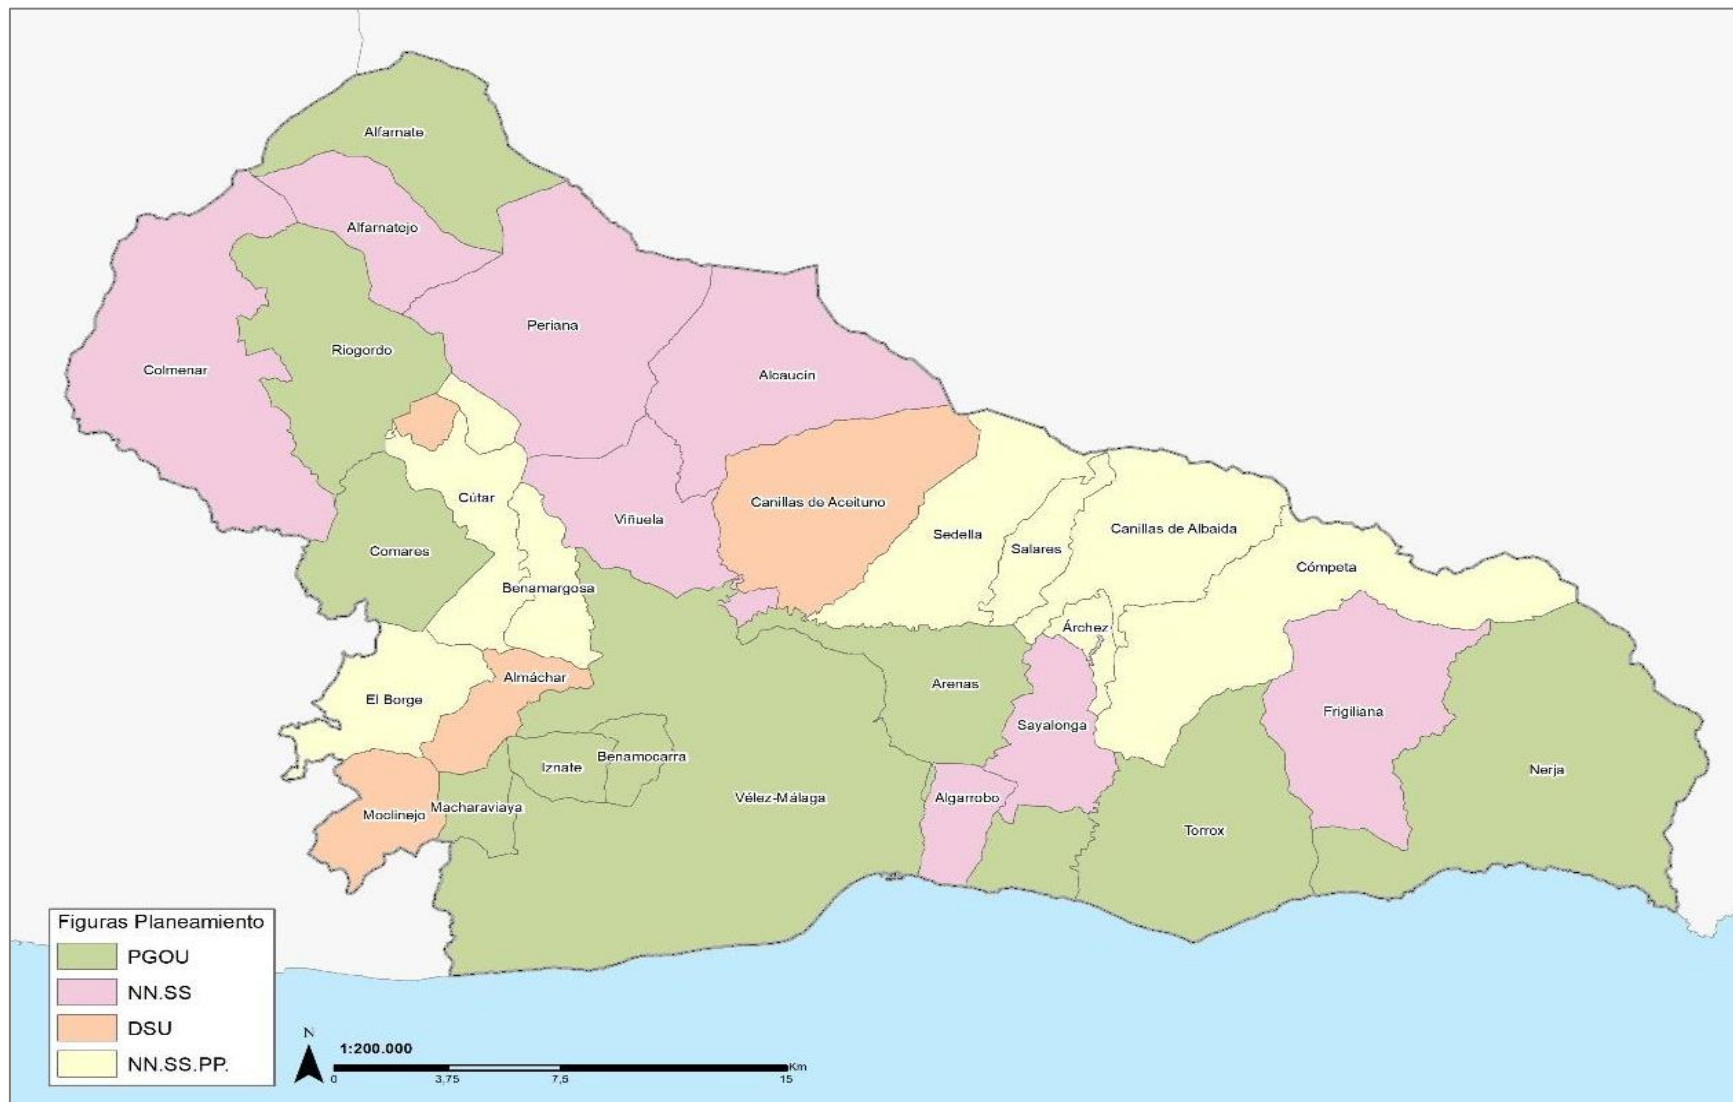 Alfarnate
Alfarnatejo
Periana
Riogordo
Colmenar
Alcaucín
Cútar
Canillas de Aceituno
Viñuela
Sedella
Salares
Canillas de Albaida
Comares
Cómpeta
Benamargosa
Árchez
Almáchar
Arenas
El Borge
Frigiliana
Sayalonga
Iznate
Benamocarra
Nerja
Vélez-Málaga
Algarrobo
Macharaviaya
Moclinejo
Torrox
Figuras Planeamiento
PGOU
NN.SS
DSU
NN.SS.PP.
N
1:200.000
Km
0 3,75 7,5 15